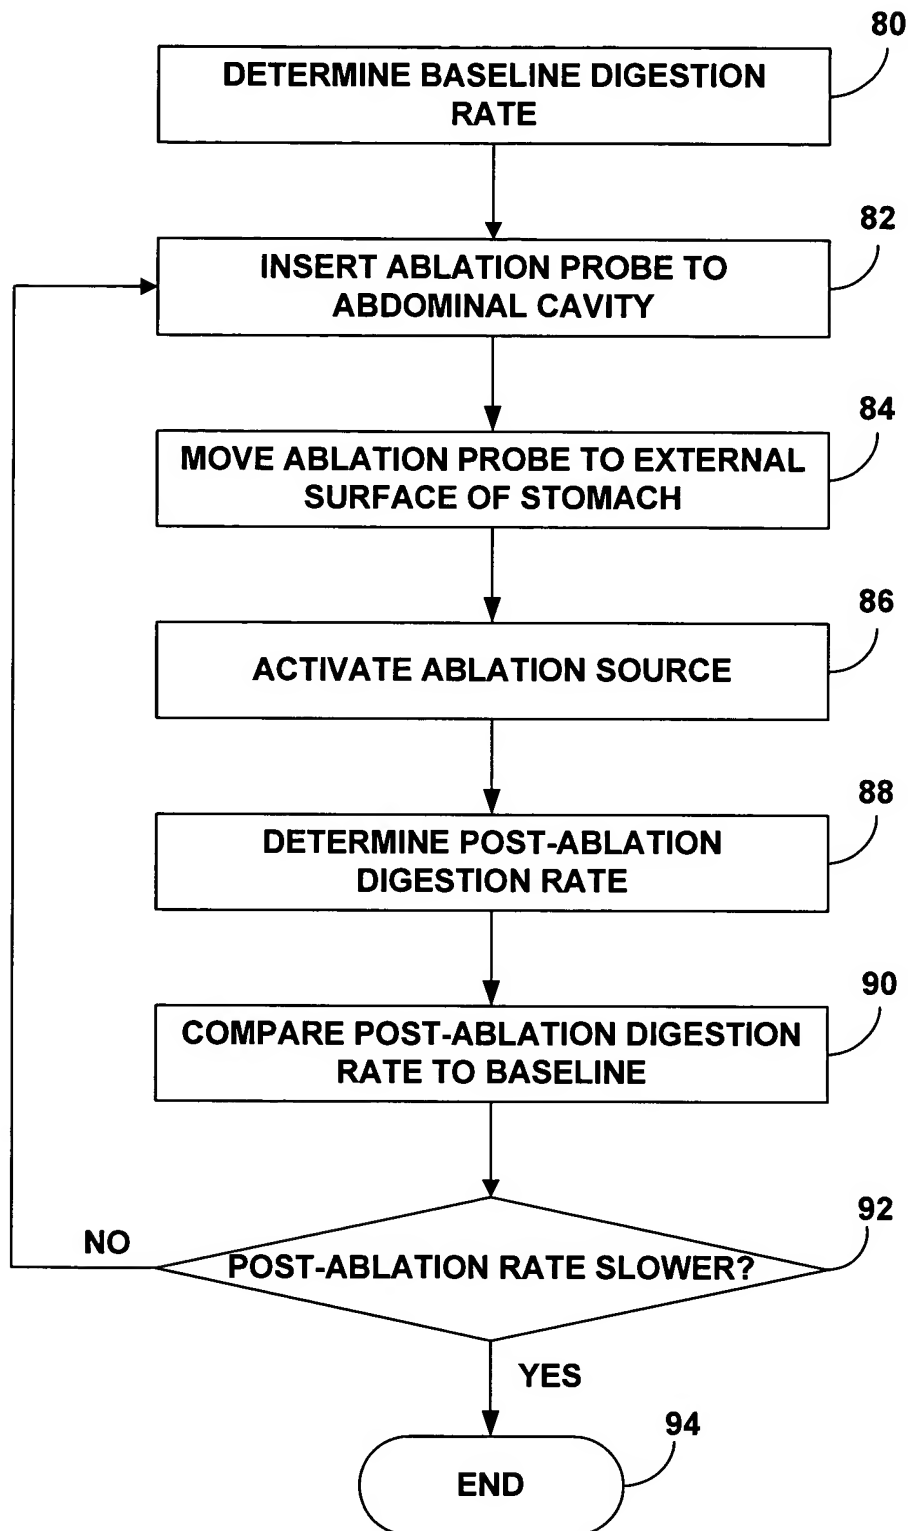 80
DETERMINE BASELINE DIGESTION
RATE
82
INSERT ABLATION PROBE TO
ABDOMINAL CAVITY
84
MOVE ABLATION PROBE TO EXTERNAL
SURFACE OF STOMACH
86
ACTIVATE ABLATION SOURCE
88
DETERMINE POST-ABLATION
DIGESTION RATE
90
COMPARE POST-ABLATION DIGESTION
RATE TO BASELINE
92
NO
POST-ABLATION RATE SLOWER?
YES
94
END